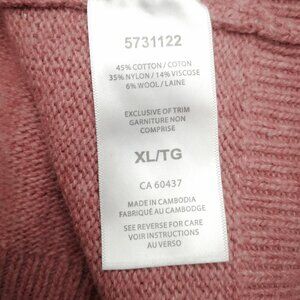 5731122
45% COTTON / COTON
35% NYLON / 14% VISCOSE
6% WOOL / LAINE
EXCLUSIVE OF TRIM
GARNITURE NON
COMPRISE
XL/TG
CA 60437
MADE IN CAMBODIA
FABRIQUÉ AU CAMBODGE
SEE REVERSE FOR CARE
VOIR INSTRUCTIONS
AU VERSO